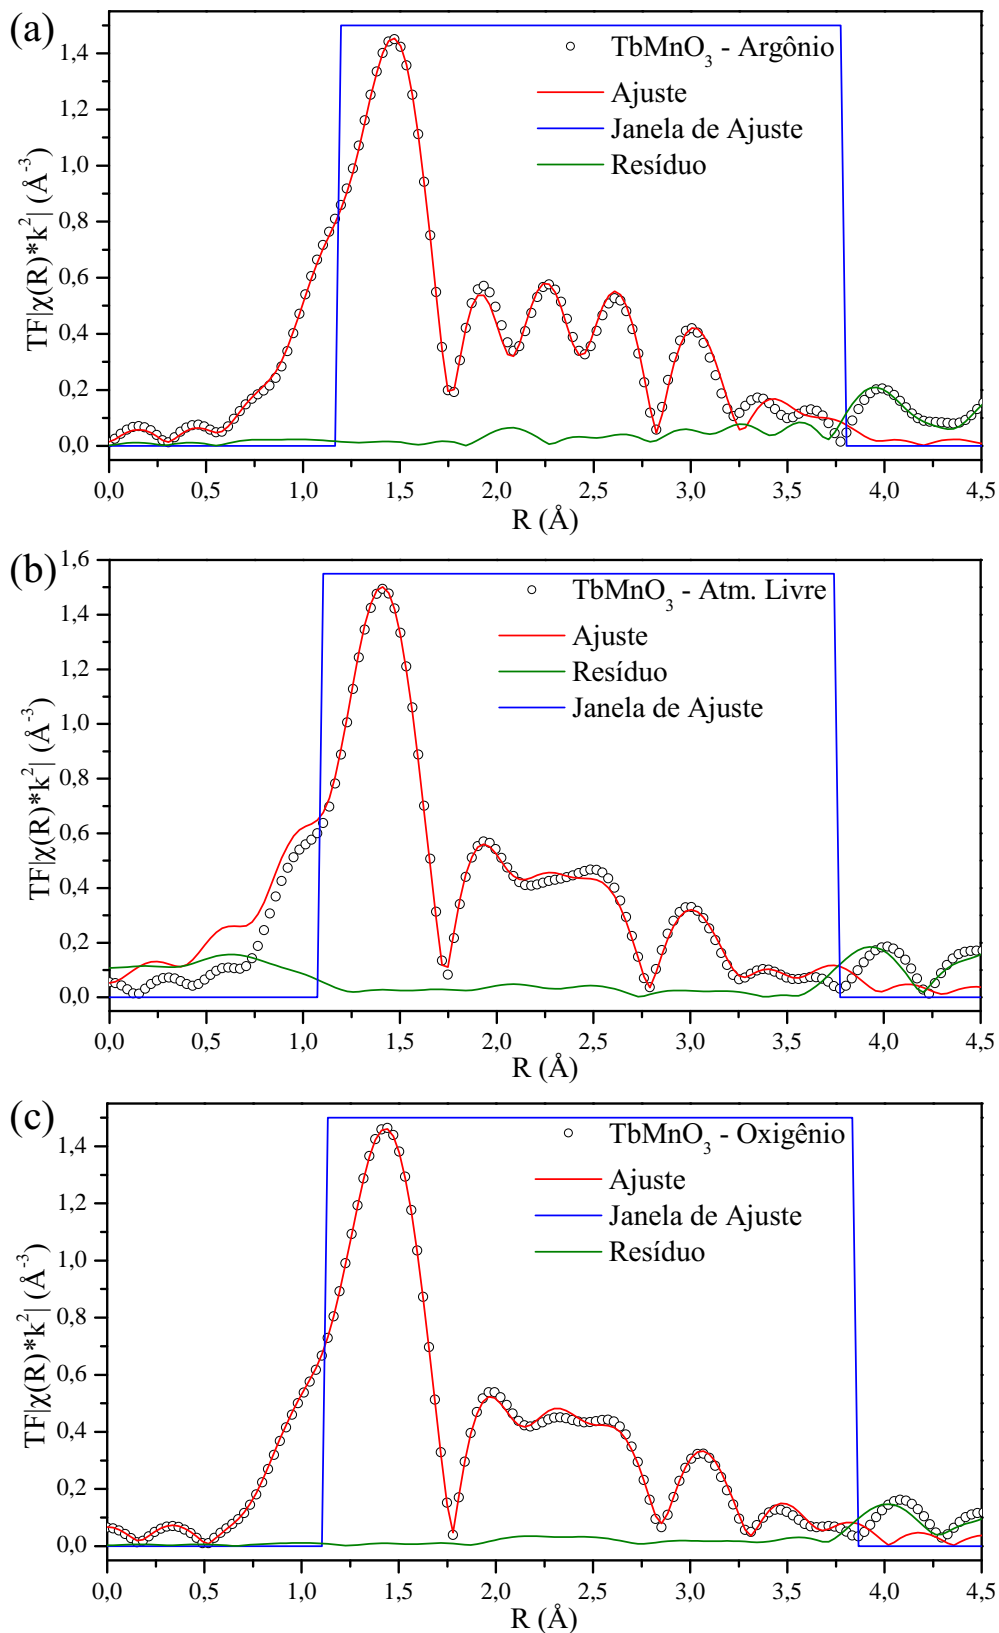 (a)
TbMnO₃ - Argônio
Ajuste
Janela de Ajuste
Resíduo
TF|χ(R)*k²| (Å⁻³)
1,4
1,2
1,0
0,8
0,6
0,4
0,2
0,0
0,0 0,5 1,0 1,5 2,0 2,5 3,0 3,5 4,0 4,5
R (Å)
(b)
TbMnO₃ - Atm. Livre
Ajuste
Resíduo
Janela de Ajuste
TF|χ(R)*k²| (Å⁻³)
1,6
1,4
1,2
1,0
0,8
0,6
0,4
0,2
0,0
0,0 0,5 1,0 1,5 2,0 2,5 3,0 3,5 4,0 4,5
R (Å)
(c)
TbMnO₃ - Oxigênio
Ajuste
Janela de Ajuste
Resíduo
TF|χ(R)*k²| (Å⁻³)
1,4
1,2
1,0
0,8
0,6
0,4
0,2
0,0
0,0 0,5 1,0 1,5 2,0 2,5 3,0 3,5 4,0 4,5
R (Å)